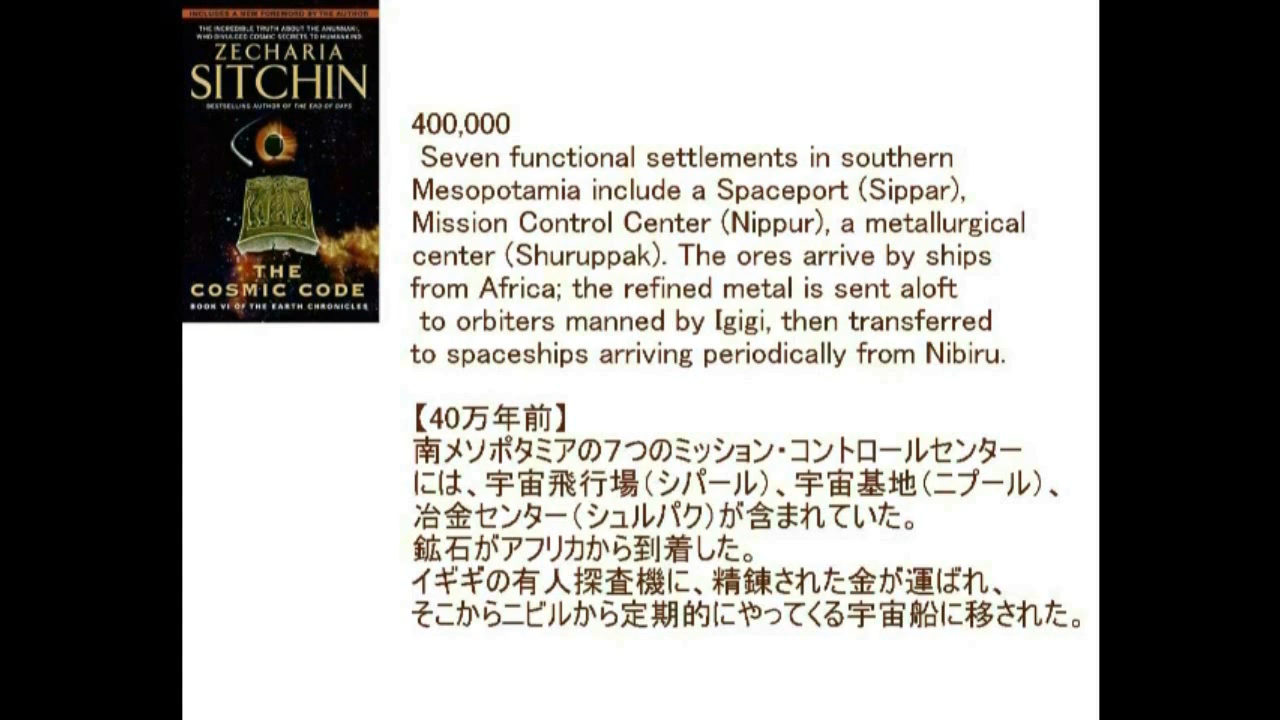 INCLUDES A NEW FOREWORD BY THE AUTHOR
THE INCREDIBLE TRUTH ABOUT THE ANUNNAKI,
WHO DIVULGED COSMIC SECRETS TO HUMANKIND
ZECHARIA
SITCHIN
BESTSELLING AUTHOR OF THE END OF DAYS
THE
COSMIC CODE
BOOK VI OF THE EARTH CHRONICLES
400,000
Seven functional settlements in southern
Mesopotamia include a Spaceport (Sippar),
Mission Control Center (Nippur), a metallurgical
center (Shuruppak). The ores arrive by ships
from Africa; the refined metal is sent aloft
to orbiters manned by Igigi, then transferred
to spaceships arriving periodically from Nibiru.
【40万年前】
南メソポタミアの７つのミッション・コントロールセンター
には、宇宙飛行場（シパール）、宇宙基地（ニプール）、
冶金センター（シュルパク）が含まれていた。
鉱石がアフリカから到着した。
イギギの有人探査機に、精錬された金が運ばれ、
そこからニビルから定期的にやってくる宇宙船に移された。